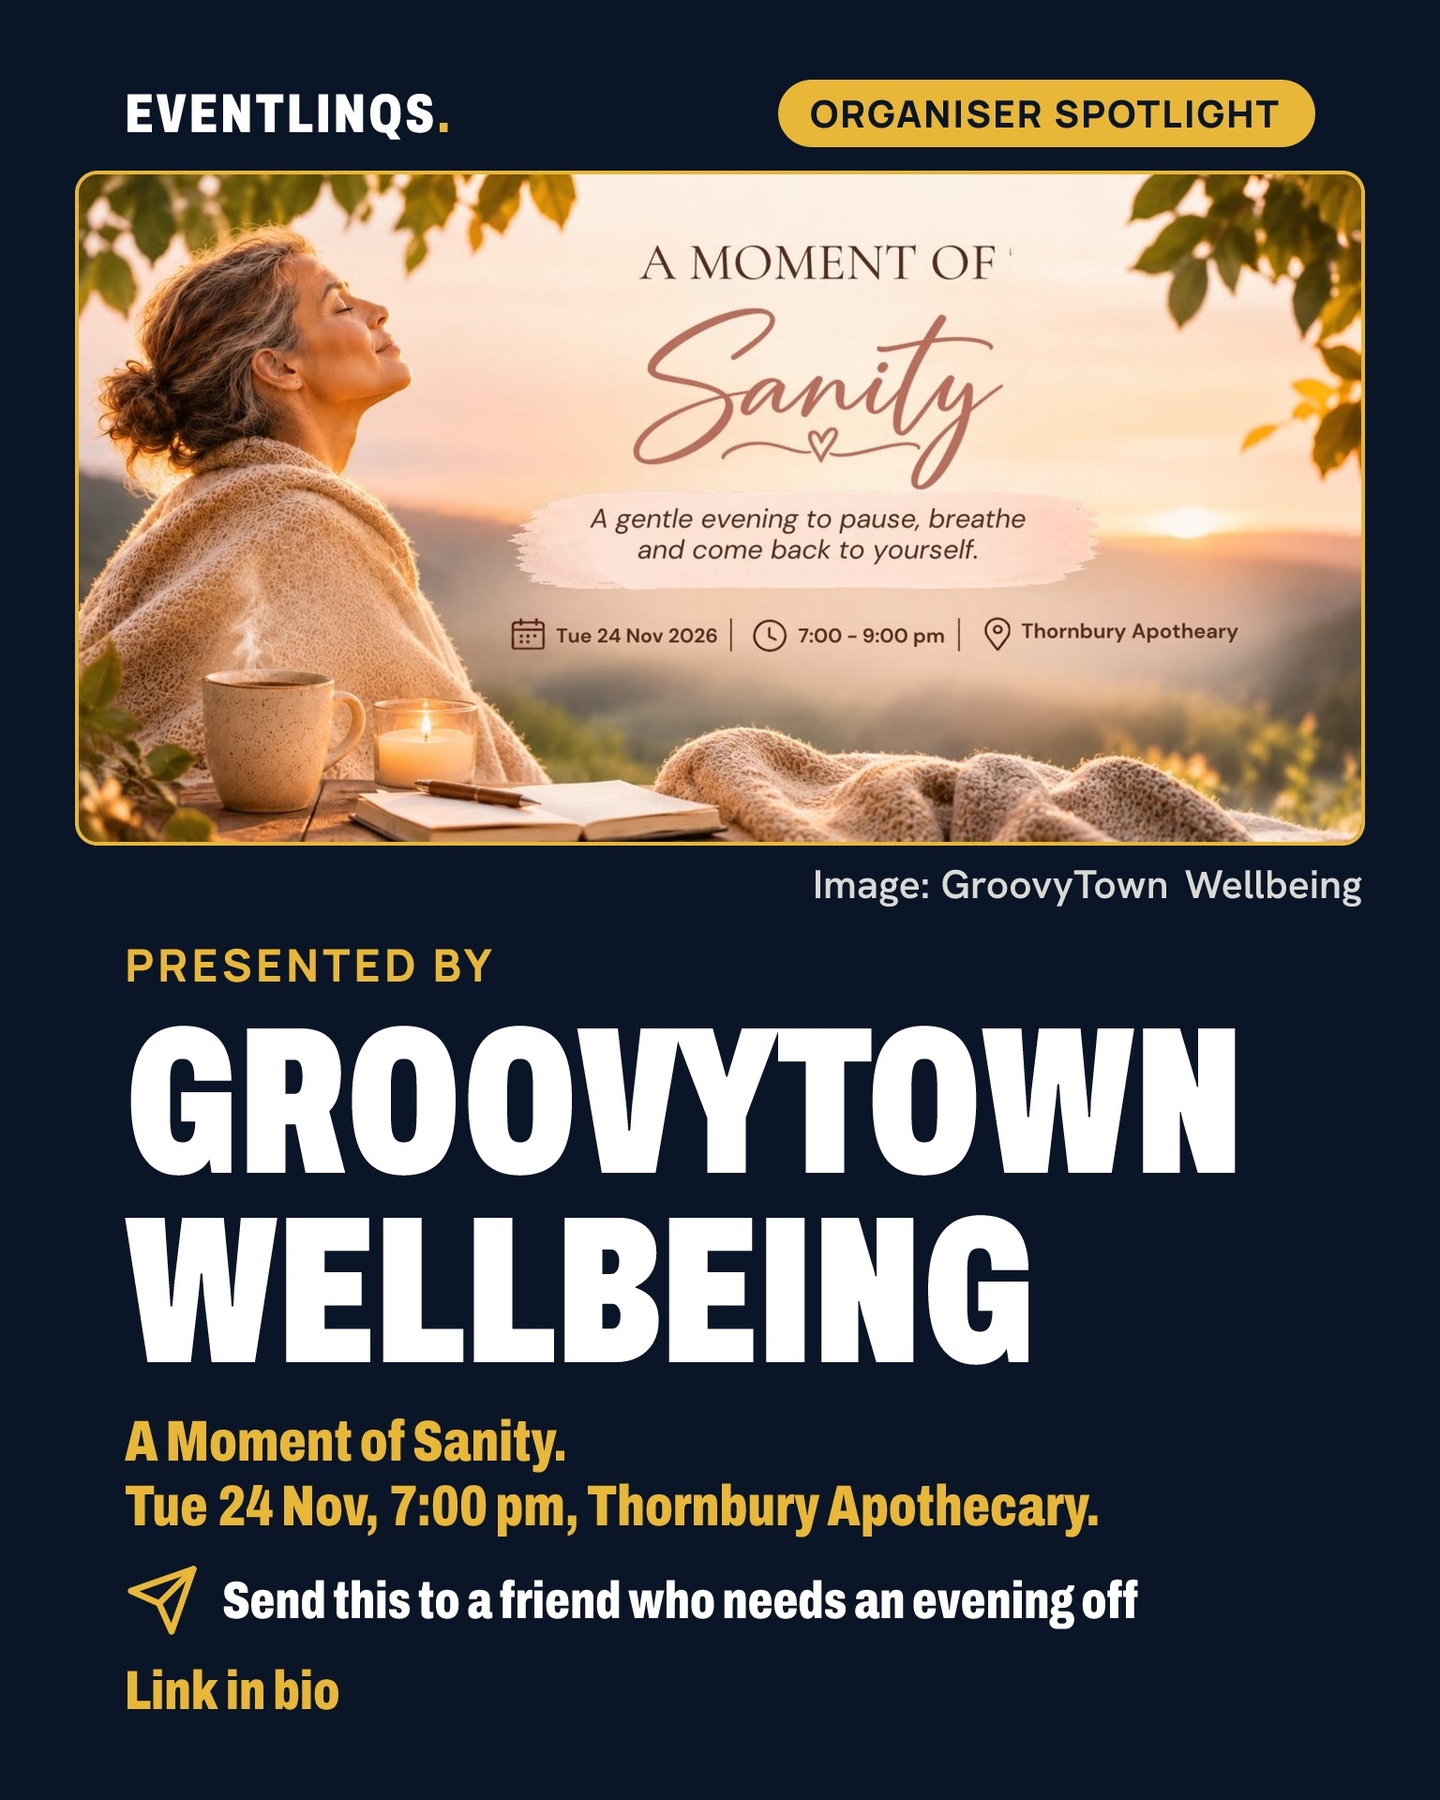 EVENTLINQS.
ORGANISER SPOTLIGHT
A MOMENT OF
Sanity
A gentle evening to pause, breathe
and come back to yourself.
Tue 24 Nov 2026 | 7:00 – 9:00 pm | Thornbury Apotheary
Image: GroovyTown Wellbeing
PRESENTED BY
GROOVYTOWN
WELLBEING
A Moment of Sanity.
Tue 24 Nov, 7:00 pm, Thornbury Apothecary.
Send this to a friend who needs an evening off
Link in bio